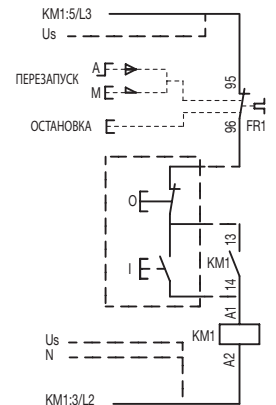 KM1:5/L3
Us
ПЕРЕЗАПУСК
A
M
ОСТАНОВКА
95
96
FR1
O
I
13
KM1
14
A1
KM1
A2
Us
N
KM1:3/L2